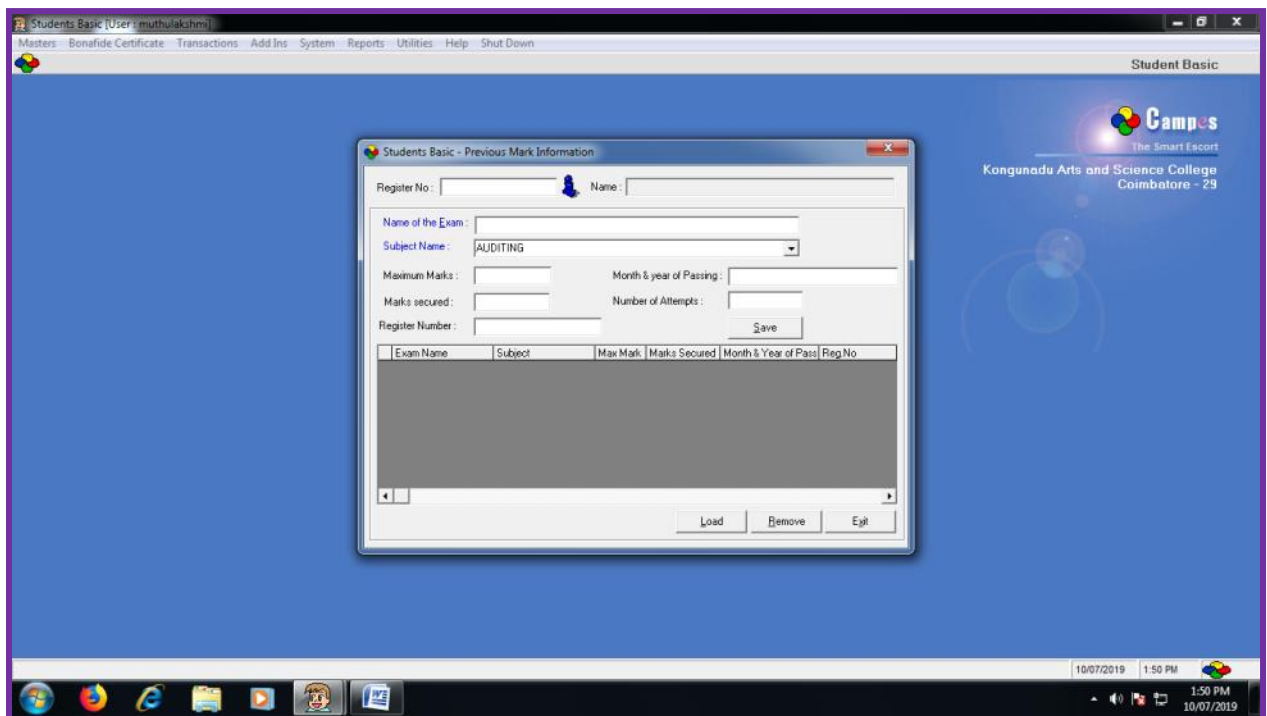 Students Basic [User : muthulakshmi]
Masters Bonafide Certificate Transactions Add Ins System Reports Utilities Help Shut Down
Student Basic
Campes
The Smart Escort
Kongunadu Arts and Science College
Coimbatore - 29
Students Basic - Previous Mark Information
Register No : Name :
Name of the Exam :
Subject Name : AUDITING
Maximum Marks : Month & year of Passing :
Marks secured : Number of Attempts :
Register Number : Save
Exam Name Subject Max Mark Marks Secured Month & Year of Pass Reg.No
Load Remove Exit
10/07/2019 1:50 PM
1:50 PM
10/07/2019